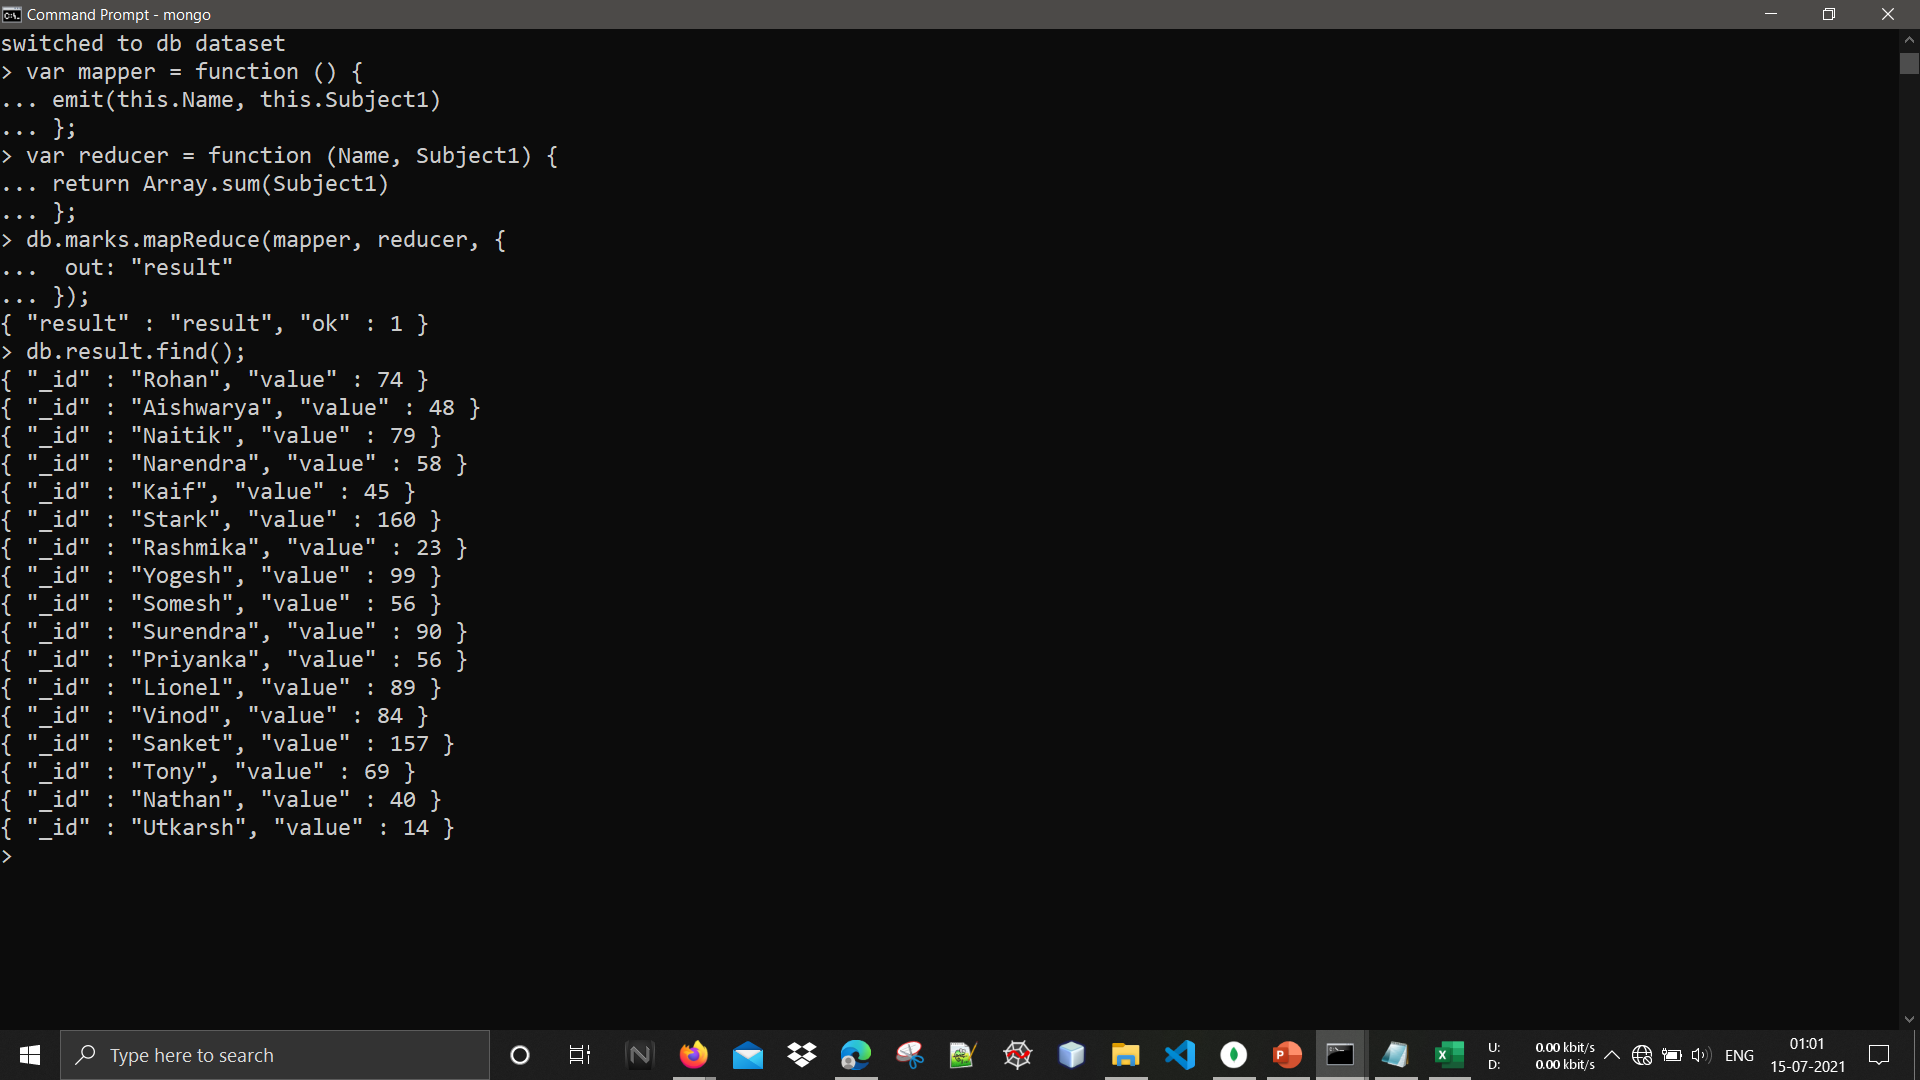 Command Prompt - mongo
switched to db dataset
> var mapper = function () {
... emit(this.Name, this.Subject1)
... };
> var reducer = function (Name, Subject1) {
... return Array.sum(Subject1)
... };
> db.marks.mapReduce(mapper, reducer, {
...  out: "result"
... });
{ "result" : "result", "ok" : 1 }
> db.result.find();
{ "_id" : "Rohan", "value" : 74 }
{ "_id" : "Aishwarya", "value" : 48 }
{ "_id" : "Naitik", "value" : 79 }
{ "_id" : "Narendra", "value" : 58 }
{ "_id" : "Kaif", "value" : 45 }
{ "_id" : "Stark", "value" : 160 }
{ "_id" : "Rashmika", "value" : 23 }
{ "_id" : "Yogesh", "value" : 99 }
{ "_id" : "Somesh", "value" : 56 }
{ "_id" : "Surendra", "value" : 90 }
{ "_id" : "Priyanka", "value" : 56 }
{ "_id" : "Lionel", "value" : 89 }
{ "_id" : "Vinod", "value" : 84 }
{ "_id" : "Sanket", "value" : 157 }
{ "_id" : "Tony", "value" : 69 }
{ "_id" : "Nathan", "value" : 40 }
{ "_id" : "Utkarsh", "value" : 14 }
>
Type here to search
U: 0.00 kbit/s
D: 0.00 kbit/s
ENG
01:01
15-07-2021